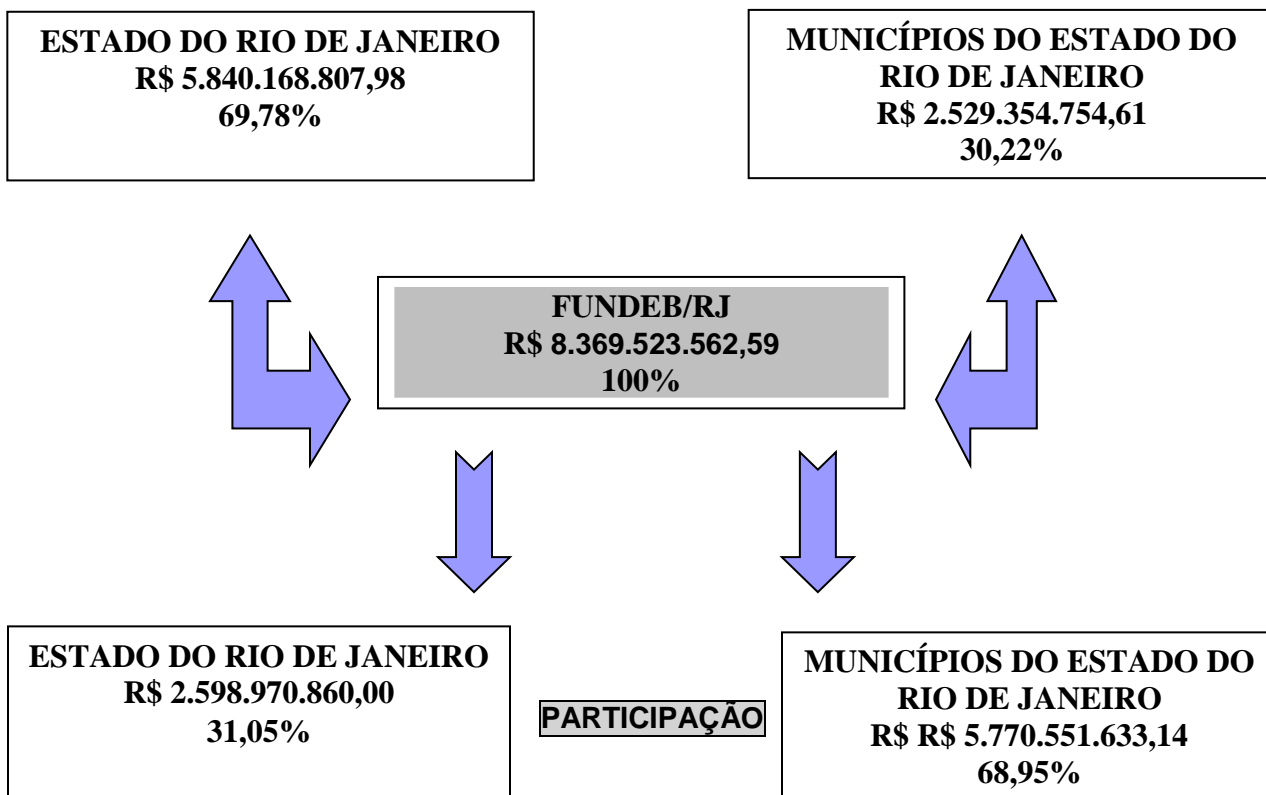 ESTADO DO RIO DE JANEIRO
R$ 5.840.168.807,98
69,78%
MUNICÍPIOS DO ESTADO DO
RIO DE JANEIRO
R$ 2.529.354.754,61
30,22%
FUNDEB/RJ
R$ 8.369.523.562,59
100%
ESTADO DO RIO DE JANEIRO
R$ 2.598.970.860,00
31,05%
PARTICIPAÇÃO
MUNICÍPIOS DO ESTADO DO
RIO DE JANEIRO
R$ R$ 5.770.551.633,14
68,95%